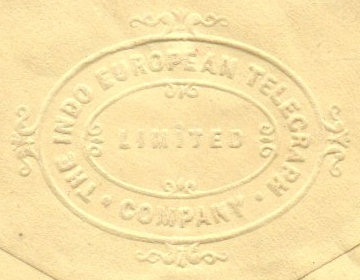 THE INDO EUROPEAN TELEGRAPH
LIMITED
· COMPANY ·